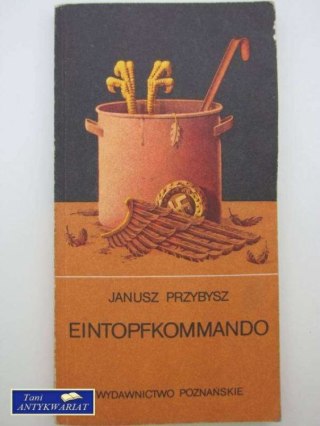 JANUSZ PRZYBYSZ
EINTOPFKOMMANDO
WYDAWNICTWO POZNAŃSKIE
Tani
ANTYKWARIAT